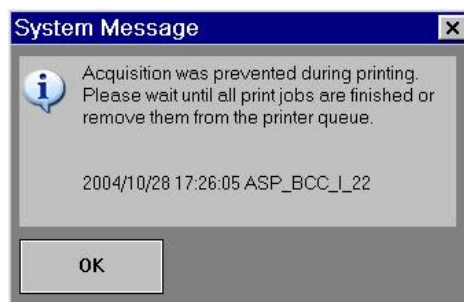 System Message
Acquisition was prevented during printing.
Please wait until all print jobs are finished or
remove them from the printer queue.
2004/10/28 17:26:05 ASP_BCC_I_22
OK